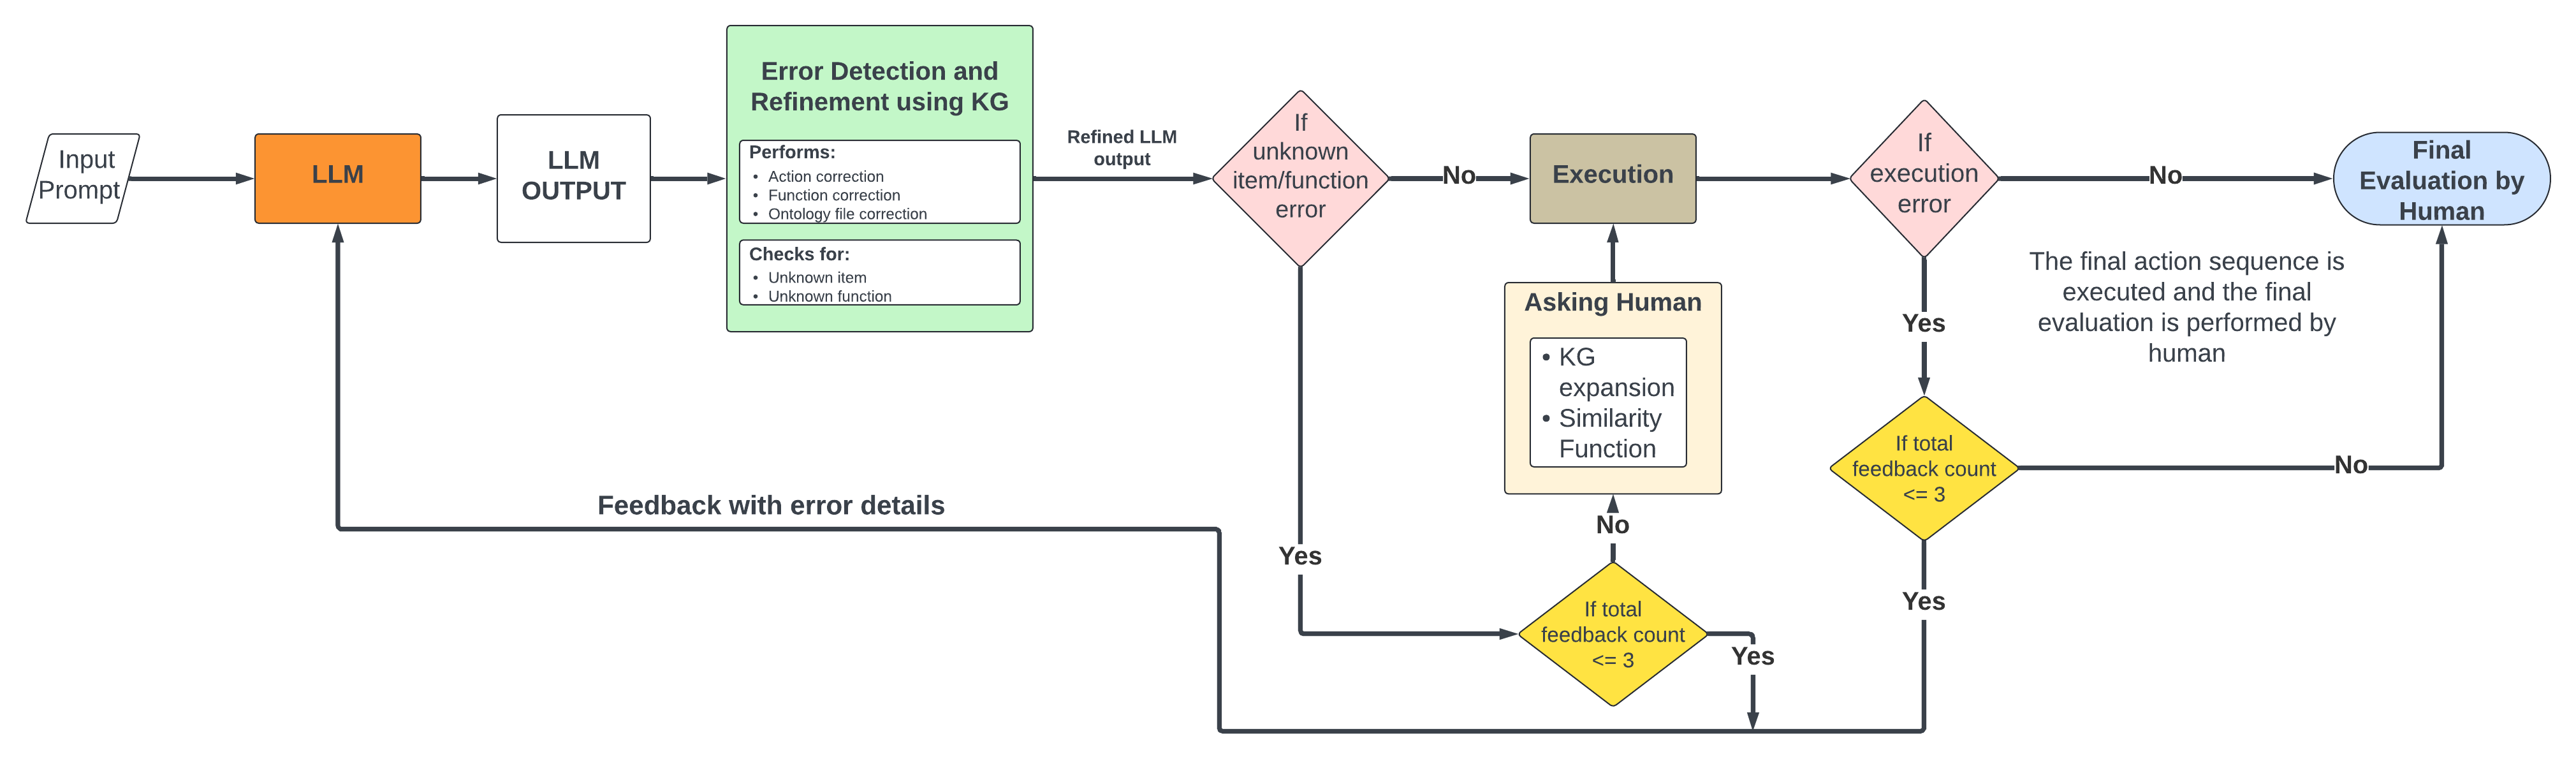 Input
Prompt
LLM
LLM
OUTPUT
Error Detection and
Refinement using KG
Performs:
• Action correction
• Function correction
• Ontology file correction
Checks for:
• Unknown item
• Unknown function
Refined LLM
output
If
unknown
item/function
error
No
Execution
If
execution
error
No
Final
Evaluation by
Human
The final action sequence is
executed and the final
evaluation is performed by
human
Asking Human
• KG
expansion
• Similarity
Function
Yes
If total
feedback count
<= 3
No
Feedback with error details
No
Yes
If total
feedback count
<= 3
Yes
Yes